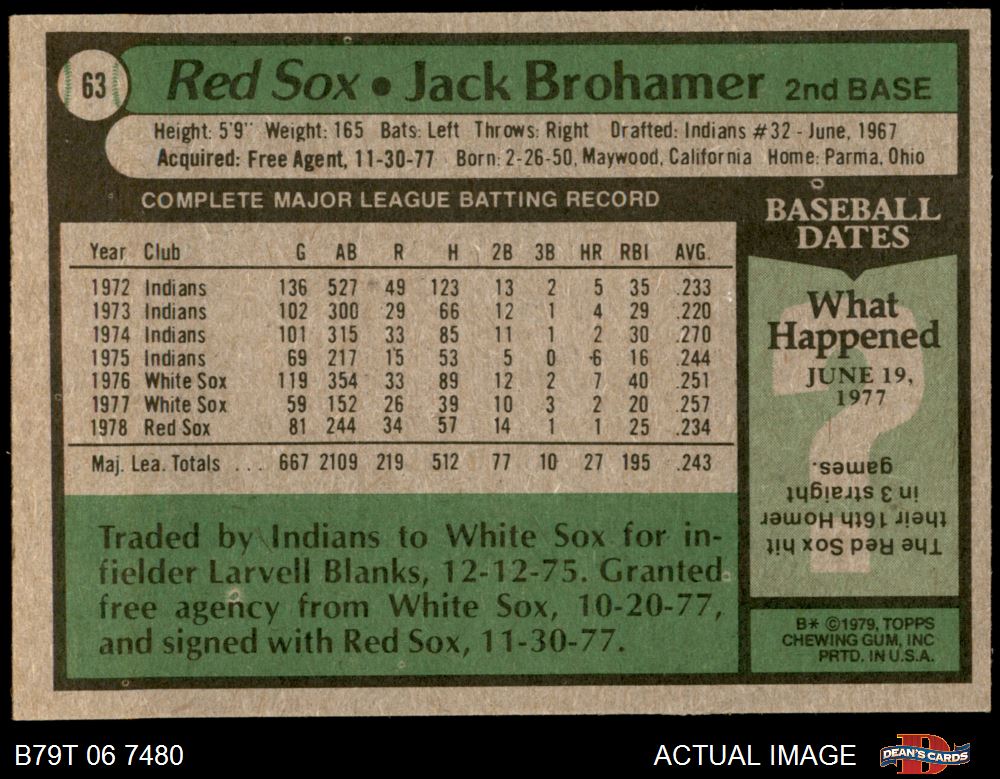 63
Red Sox • Jack Brohamer 2nd BASE
Height: 5'9" Weight: 165 Bats: Left Throws: Right Drafted: Indians #32 - June, 1967
Acquired: Free Agent, 11-30-77 Born: 2-26-50, Maywood, California Home: Parma, Ohio
COMPLETE MAJOR LEAGUE BATTING RECORD
Year Club G AB R H 2B 3B HR RBI AVG.
1972 Indians 136 527 49 123 13 2 5 35 .233
1973 Indians 102 300 29 66 12 1 4 29 .220
1974 Indians 101 315 33 85 11 1 2 30 .270
1975 Indians 69 217 15 53 5 0 6 16 .244
1976 White Sox 119 354 33 89 12 2 7 40 .251
1977 White Sox 59 152 26 39 10 3 2 20 .257
1978 Red Sox 81 244 34 57 14 1 1 25 .234
Maj. Lea. Totals ... 667 2109 219 512 77 10 27 195 .243
Traded by Indians to White Sox for in-
fielder Larvell Blanks, 12-12-75. Granted
free agency from White Sox, 10-20-77,
and signed with Red Sox, 11-30-77.
BASEBALL
DATES
What
Happened
JUNE 19,
1977
The Red Sox hit
their 16th Homer
in 3 straight
games.
B* ©1979, TOPPS
CHEWING GUM, INC
PRTD. IN U.S.A.
B79T 06 7480
ACTUAL IMAGE
DEAN'S CARDS